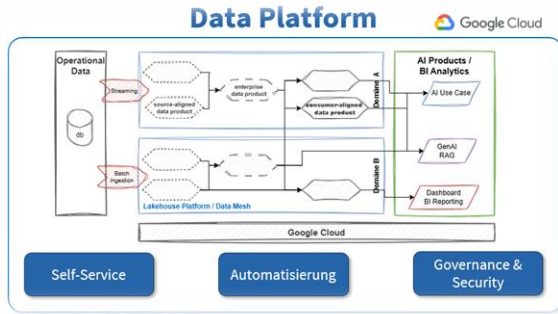 Data Platform
Google Cloud
Operational
Data
db
Streaming
Batch
Ingestion
source-aligned
data product
enterprise
data product
consumer-aligned
data product
Domäne A
Domäne B
Lakehouse Platform / Data Mesh
AI Products /
BI Analytics
AI Use Case
GenAI
RAG
Dashboard
BI Reporting
Google Cloud
Self-Service
Automatisierung
Governance &
Security